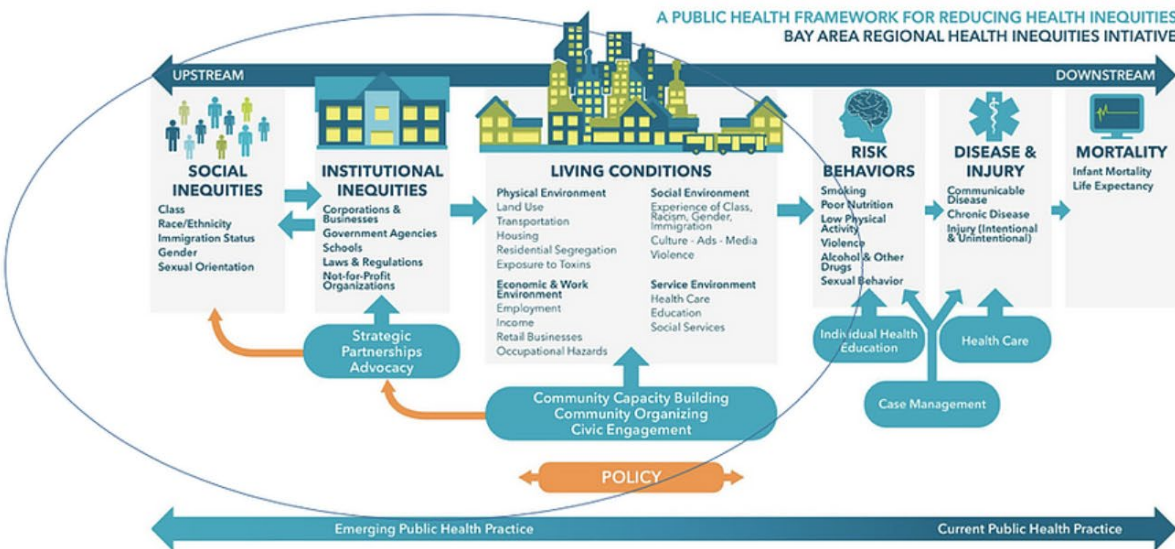 A PUBLIC HEALTH FRAMEWORK FOR REDUCING HEALTH INEQUITIES
BAY AREA REGIONAL HEALTH INEQUITIES INTIATIVE
UPSTREAM
DOWNSTREAM
SOCIAL
INEQUITIES
Class
Race/Ethnicity
Immigration Status
Gender
Sexual Orientation
INSTITUTIONAL
INEQUITIES
Corporations &
Businesses
Government Agencies
Schools
Laws & Regulations
Not-for-Profit
Organizations
LIVING CONDITIONS
Physical Environment
Land Use
Transportation
Housing
Residential Segregation
Exposure to Toxins
Economic & Work
Environment
Employment
Income
Retail Businesses
Occupational Hazards
Social Environment
Experience of Class,
Racism, Gender,
Immigration
Culture - Ads - Media
Violence
Service Environment
Health Care
Education
Social Services
RISK
BEHAVIORS
Smoking
Poor Nutrition
Low Physical
Activity
Violence
Alcohol & Other
Drugs
Sexual Behavior
DISEASE &
INJURY
Communicable
Disease
Chronic Disease
Injury (Intentional
& Unintentional)
MORTALITY
Infant Mortality
Life Expectancy
Strategic
Partnerships
Advocacy
Community Capacity Building
Community Organizing
Civic Engagement
Individual Health
Education
Health Care
Case Management
POLICY
Emerging Public Health Practice
Current Public Health Practice